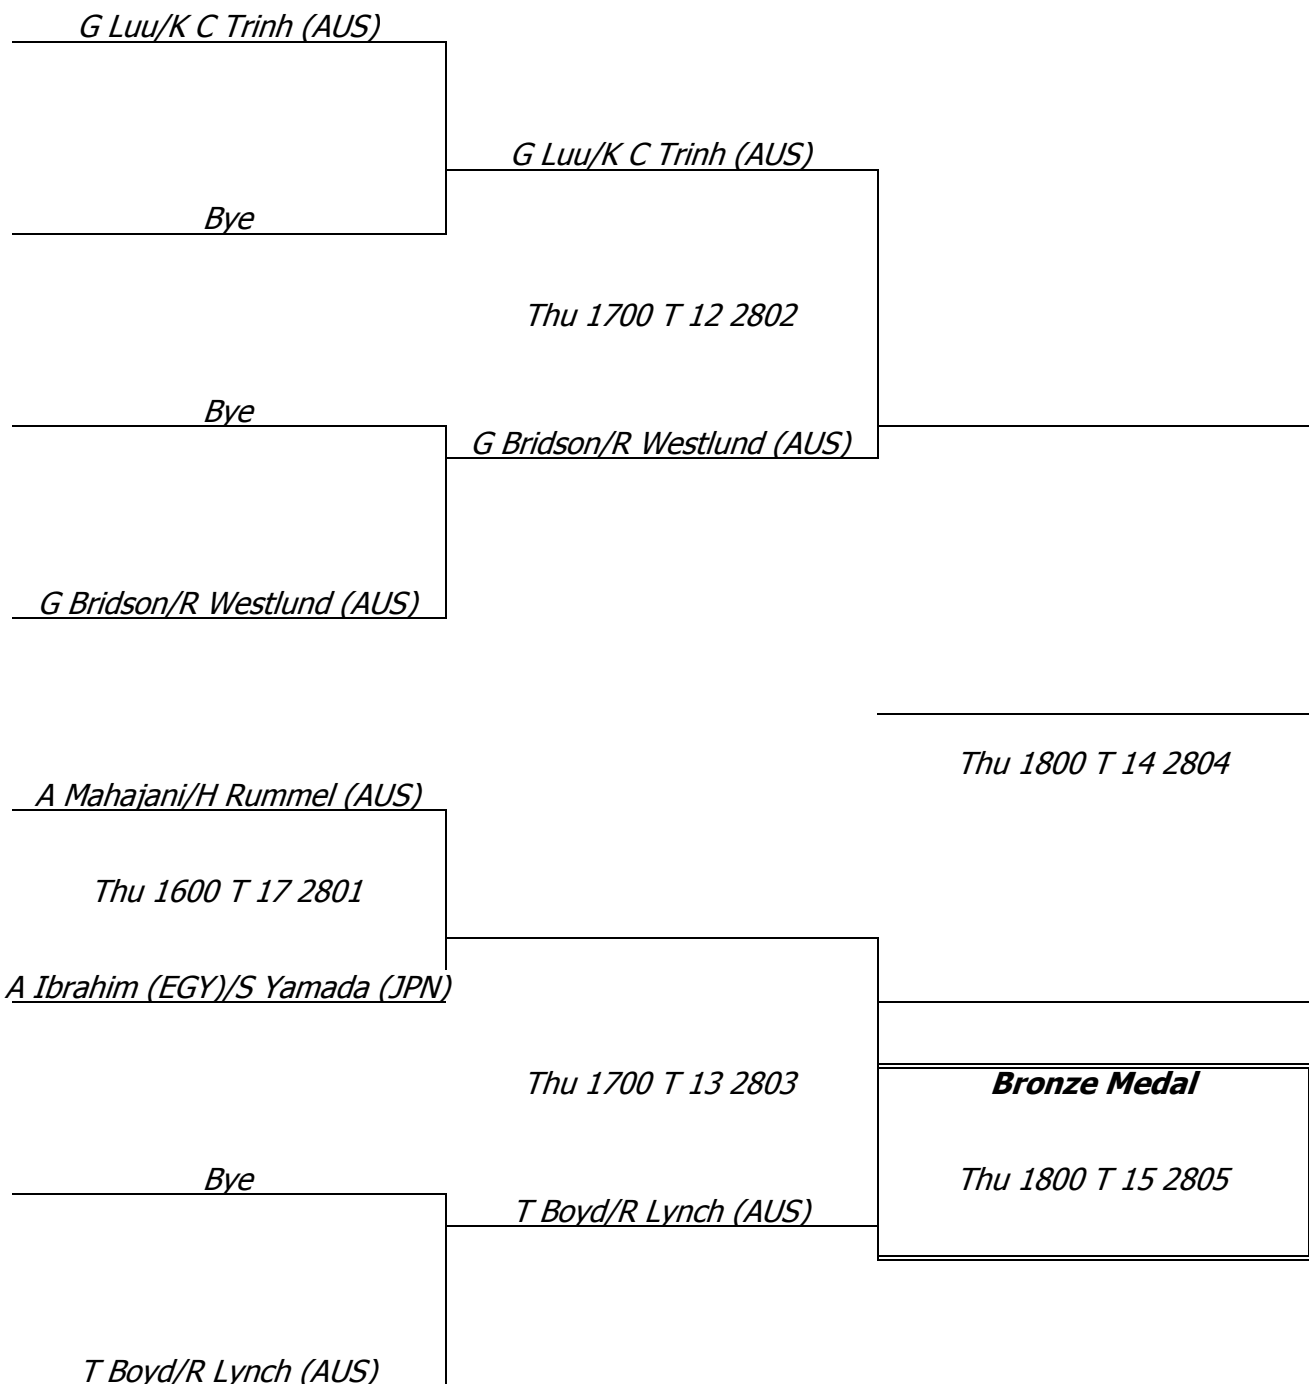 G Luu/K C Trinh (AUS)
G Luu/K C Trinh (AUS)
Bye
Thu 1700 T 12 2802
Bye
G Bridson/R Westlund (AUS)
G Bridson/R Westlund (AUS)
Thu 1800 T 14 2804
A Mahajani/H Rummel (AUS)
Thu 1600 T 17 2801
A Ibrahim (EGY)/S Yamada (JPN)
Thu 1700 T 13 2803
Bronze Medal
Bye
Thu 1800 T 15 2805
T Boyd/R Lynch (AUS)
T Boyd/R Lynch (AUS)